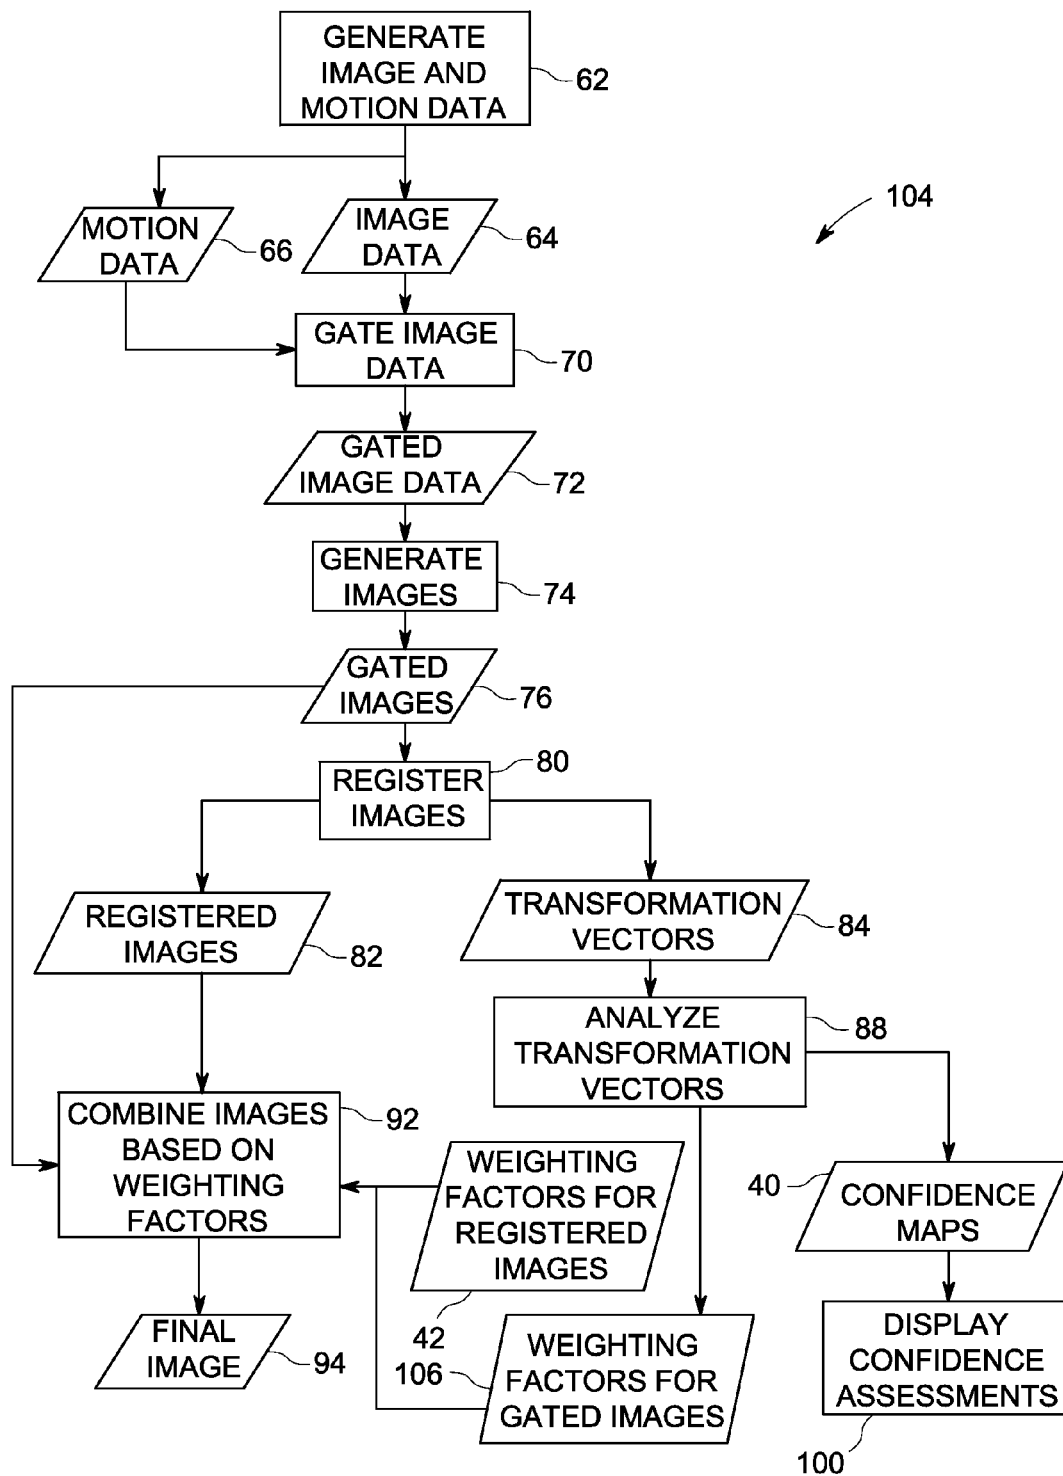 GENERATE
IMAGE AND
MOTION DATA
62
104
MOTION
DATA
66
IMAGE
DATA
64
GATE IMAGE
DATA
70
GATED
IMAGE DATA
72
GENERATE
IMAGES
74
GATED
IMAGES
76
REGISTER
IMAGES
80
REGISTERED
IMAGES
82
TRANSFORMATION
VECTORS
84
ANALYZE
TRANSFORMATION
VECTORS
88
COMBINE IMAGES
BASED ON
WEIGHTING
FACTORS
92
WEIGHTING
FACTORS FOR
REGISTERED
IMAGES
42
40
CONFIDENCE
MAPS
FINAL
IMAGE
94
106
WEIGHTING
FACTORS FOR
GATED IMAGES
DISPLAY
CONFIDENCE
ASSESSMENTS
100